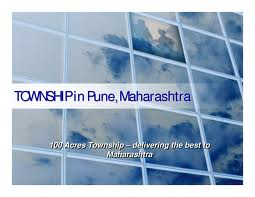 TOWNSHIP in Pune, Maharashtra
100 Acres Township – delivering the best to
Maharashtra